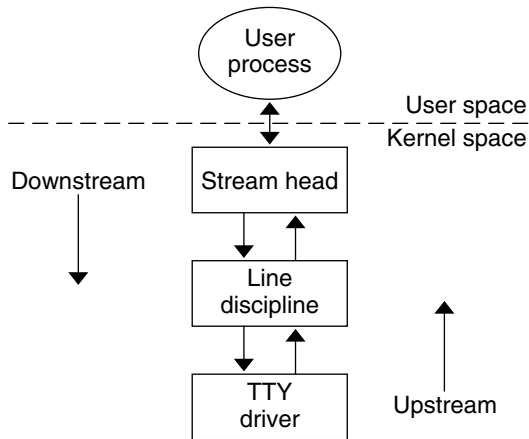 User
process
User space
Kernel space
Downstream
Stream head
Line
discipline
TTY
driver
Upstream